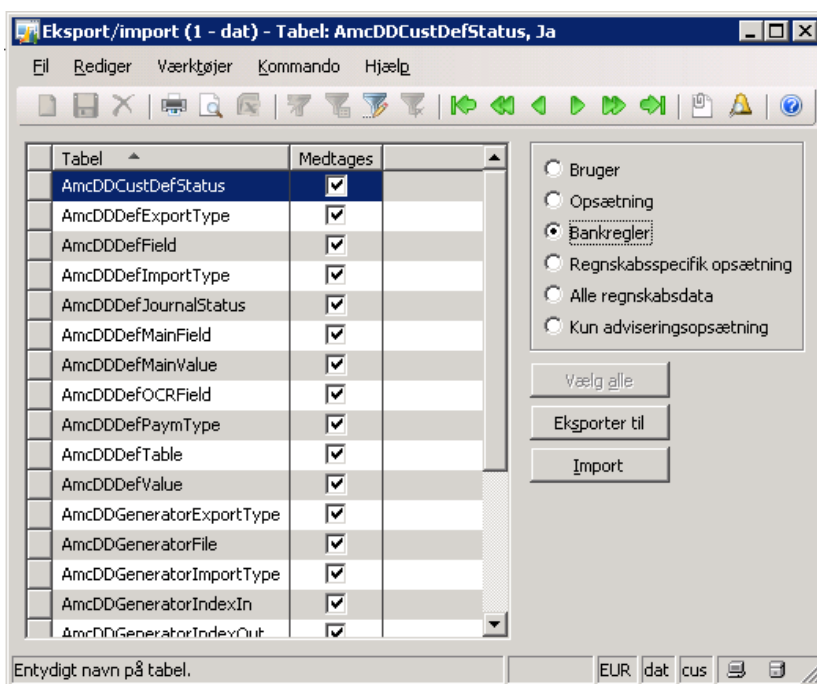 Eksport/import (1 - dat) - Tabel: AmcDDCustDefStatus, Ja
Fil Rediger Værktøjer Kommando Hjælp
Tabel Medtages
AmcDDCustDefStatus
AmcDDDefExportType
AmcDDDefField
AmcDDDefImportType
AmcDDDefJournalStatus
AmcDDDefMainField
AmcDDDefMainValue
AmcDDDefOCRField
AmcDDDefPaymType
AmcDDDefTable
AmcDDDefValue
AmcDDGeneratorExportType
AmcDDGeneratorFile
AmcDDGeneratorImportType
AmcDDGeneratorIndexIn
AmcDDGeneratorIndexOut
Bruger
Opsætning
Bankregler
Regnskabsspecifik opsætning
Alle regnskabsdata
Kun adviseringsopsætning
Vælg alle
Eksporter til
Import
Entydigt navn på tabel. EUR dat cus